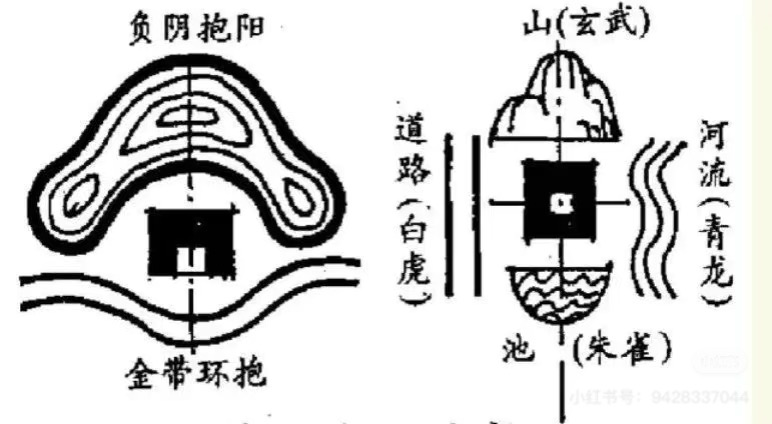 负阴抱阳
金带环抱
山(玄武)
道路(白虎)
河流(青龙)
池 (朱雀)
小红书号: 9428337044